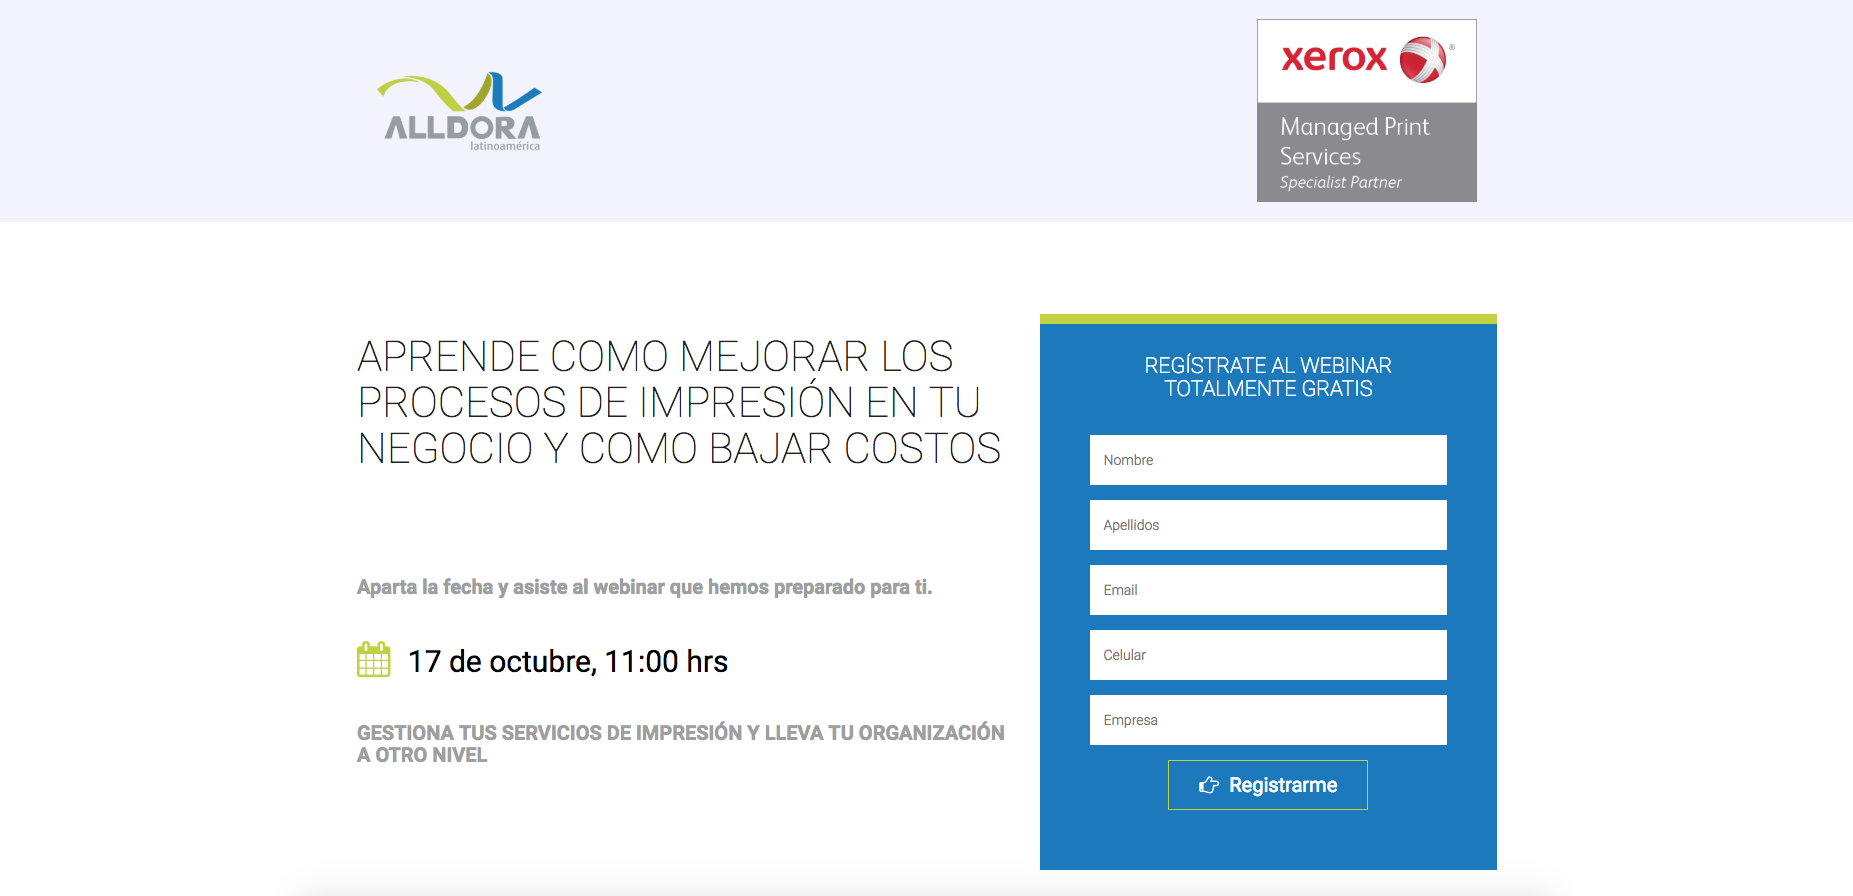 ALLDORA
latinoamérica
xerox ®
Managed Print
Services
Specialist Partner
APRENDE COMO MEJORAR LOS
PROCESOS DE IMPRESIÓN EN TU
NEGOCIO Y COMO BAJAR COSTOS
Aparta la fecha y asiste al webinar que hemos preparado para ti.
17 de octubre, 11:00 hrs
GESTIONA TUS SERVICIOS DE IMPRESIÓN Y LLEVA TU ORGANIZACIÓN
A OTRO NIVEL
REGÍSTRATE AL WEBINAR
TOTALMENTE GRATIS
Nombre
Apellidos
Email
Celular
Empresa
Registrarme